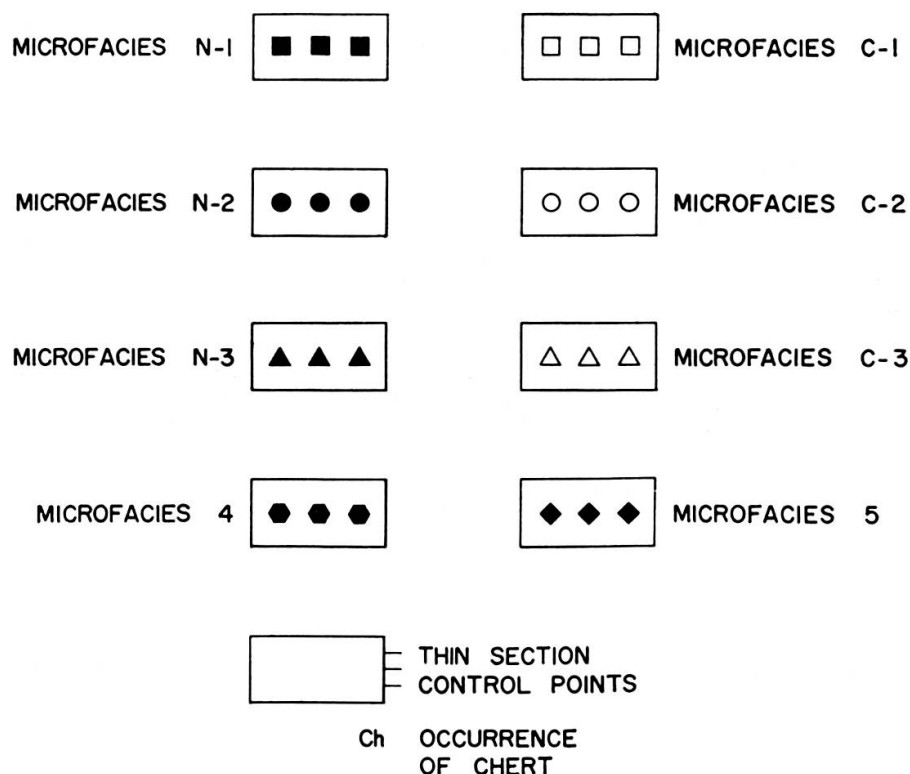 MICROFACIES N-1
MICROFACIES C-1
MICROFACIES N-2
MICROFACIES C-2
MICROFACIES N-3
MICROFACIES C-3
MICROFACIES 4
MICROFACIES 5
THIN SECTION
CONTROL POINTS
Ch OCCURRENCE
OF CHERT